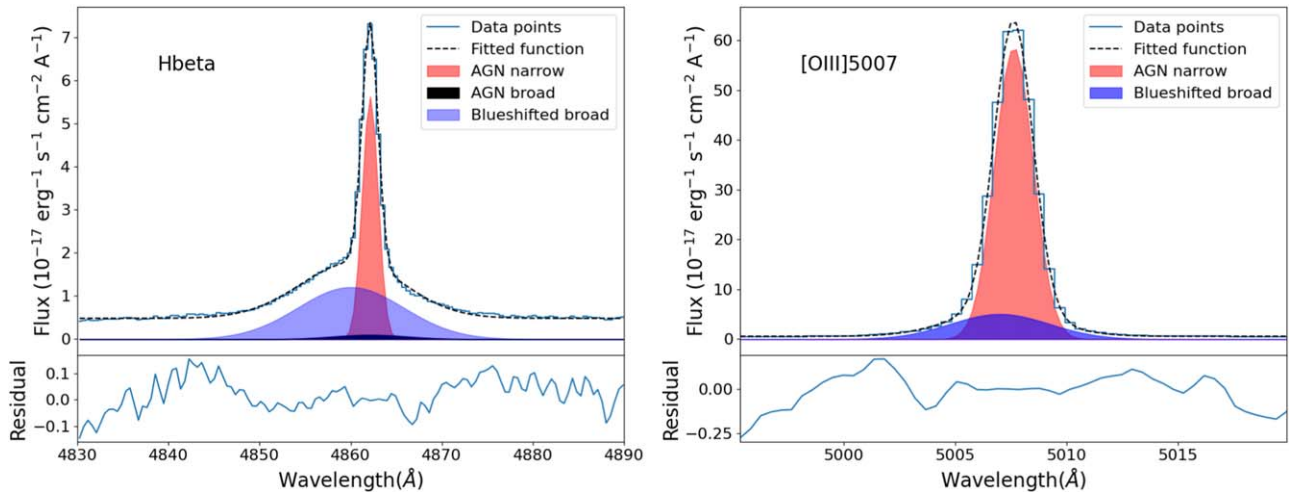 Hbeta
Data points
Fitted function
AGN narrow
AGN broad
Blueshifted broad
Flux (10⁻¹⁷ erg⁻¹ s⁻¹ cm⁻² A⁻¹)
7
6
5
4
3
2
1
0
Residual
0.1
0.0
−0.1
4830 4840 4850 4860 4870 4880 4890
Wavelength(Å)
[OIII]5007
Data points
Fitted function
AGN narrow
Blueshifted broad
Flux (10⁻¹⁷ erg⁻¹ s⁻¹ cm⁻² A⁻¹)
60
50
40
30
20
10
0
Residual
0.00
−0.25
5000 5005 5010 5015
Wavelength(Å)